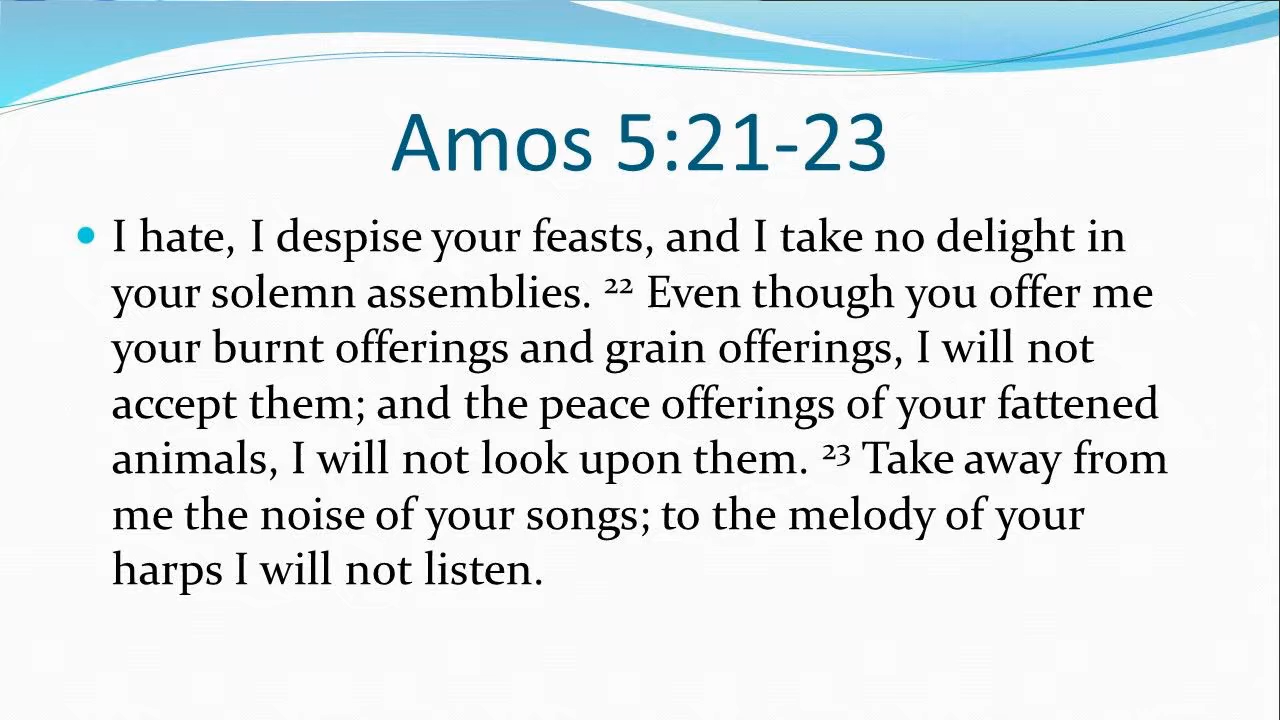 Amos 5:21-23
• I hate, I despise your feasts, and I take no delight in
your solemn assemblies. 22 Even though you offer me
your burnt offerings and grain offerings, I will not
accept them; and the peace offerings of your fattened
animals, I will not look upon them. 23 Take away from
me the noise of your songs; to the melody of your
harps I will not listen.